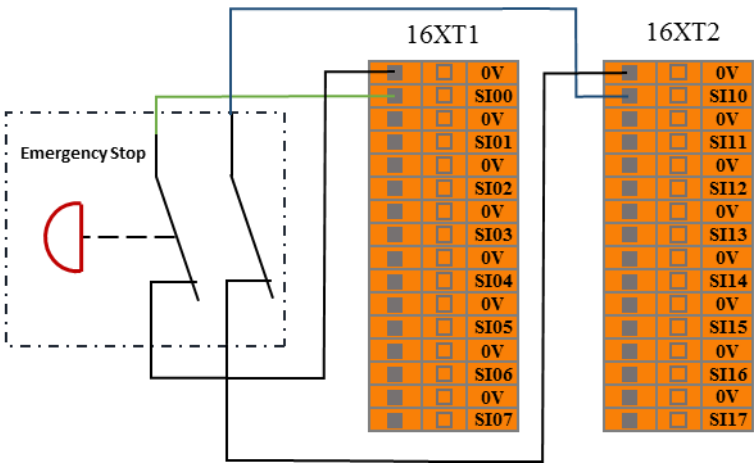 16XT1
16XT2
Emergency Stop
0V
SI00
0V
SI01
0V
SI02
0V
SI03
0V
SI04
0V
SI05
0V
SI06
0V
SI07
0V
SI10
0V
SI11
0V
SI12
0V
SI13
0V
SI14
0V
SI15
0V
SI16
0V
SI17